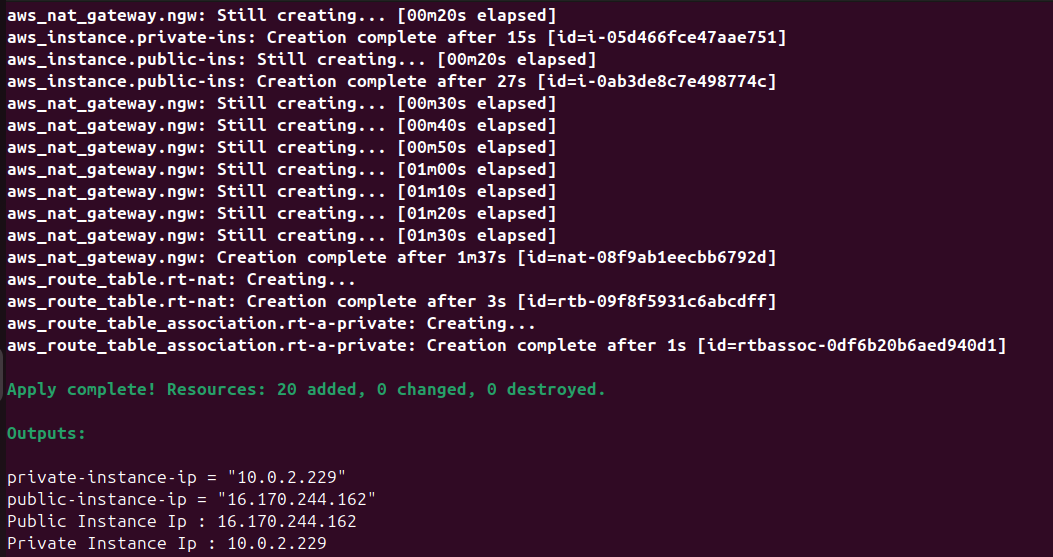 aws_nat_gateway.ngw: Still creating... [00m20s elapsed]
aws_instance.private-ins: Creation complete after 15s [id=i-05d466fce47aae751]
aws_instance.public-ins: Still creating... [00m20s elapsed]
aws_instance.public-ins: Creation complete after 27s [id=i-0ab3de8c7e498774c]
aws_nat_gateway.ngw: Still creating... [00m30s elapsed]
aws_nat_gateway.ngw: Still creating... [00m40s elapsed]
aws_nat_gateway.ngw: Still creating... [00m50s elapsed]
aws_nat_gateway.ngw: Still creating... [01m00s elapsed]
aws_nat_gateway.ngw: Still creating... [01m10s elapsed]
aws_nat_gateway.ngw: Still creating... [01m20s elapsed]
aws_nat_gateway.ngw: Still creating... [01m30s elapsed]
aws_nat_gateway.ngw: Creation complete after 1m37s [id=nat-08f9ab1eecbb6792d]
aws_route_table.rt-nat: Creating...
aws_route_table.rt-nat: Creation complete after 3s [id=rtb-09f8f5931c6abcdff]
aws_route_table_association.rt-a-private: Creating...
aws_route_table_association.rt-a-private: Creation complete after 1s [id=rtbassoc-0df6b20b6aed940d1]
Apply complete! Resources: 20 added, 0 changed, 0 destroyed.
Outputs:
private-instance-ip = "10.0.2.229"
public-instance-ip = "16.170.244.162"
Public Instance Ip : 16.170.244.162
Private Instance Ip : 10.0.2.229